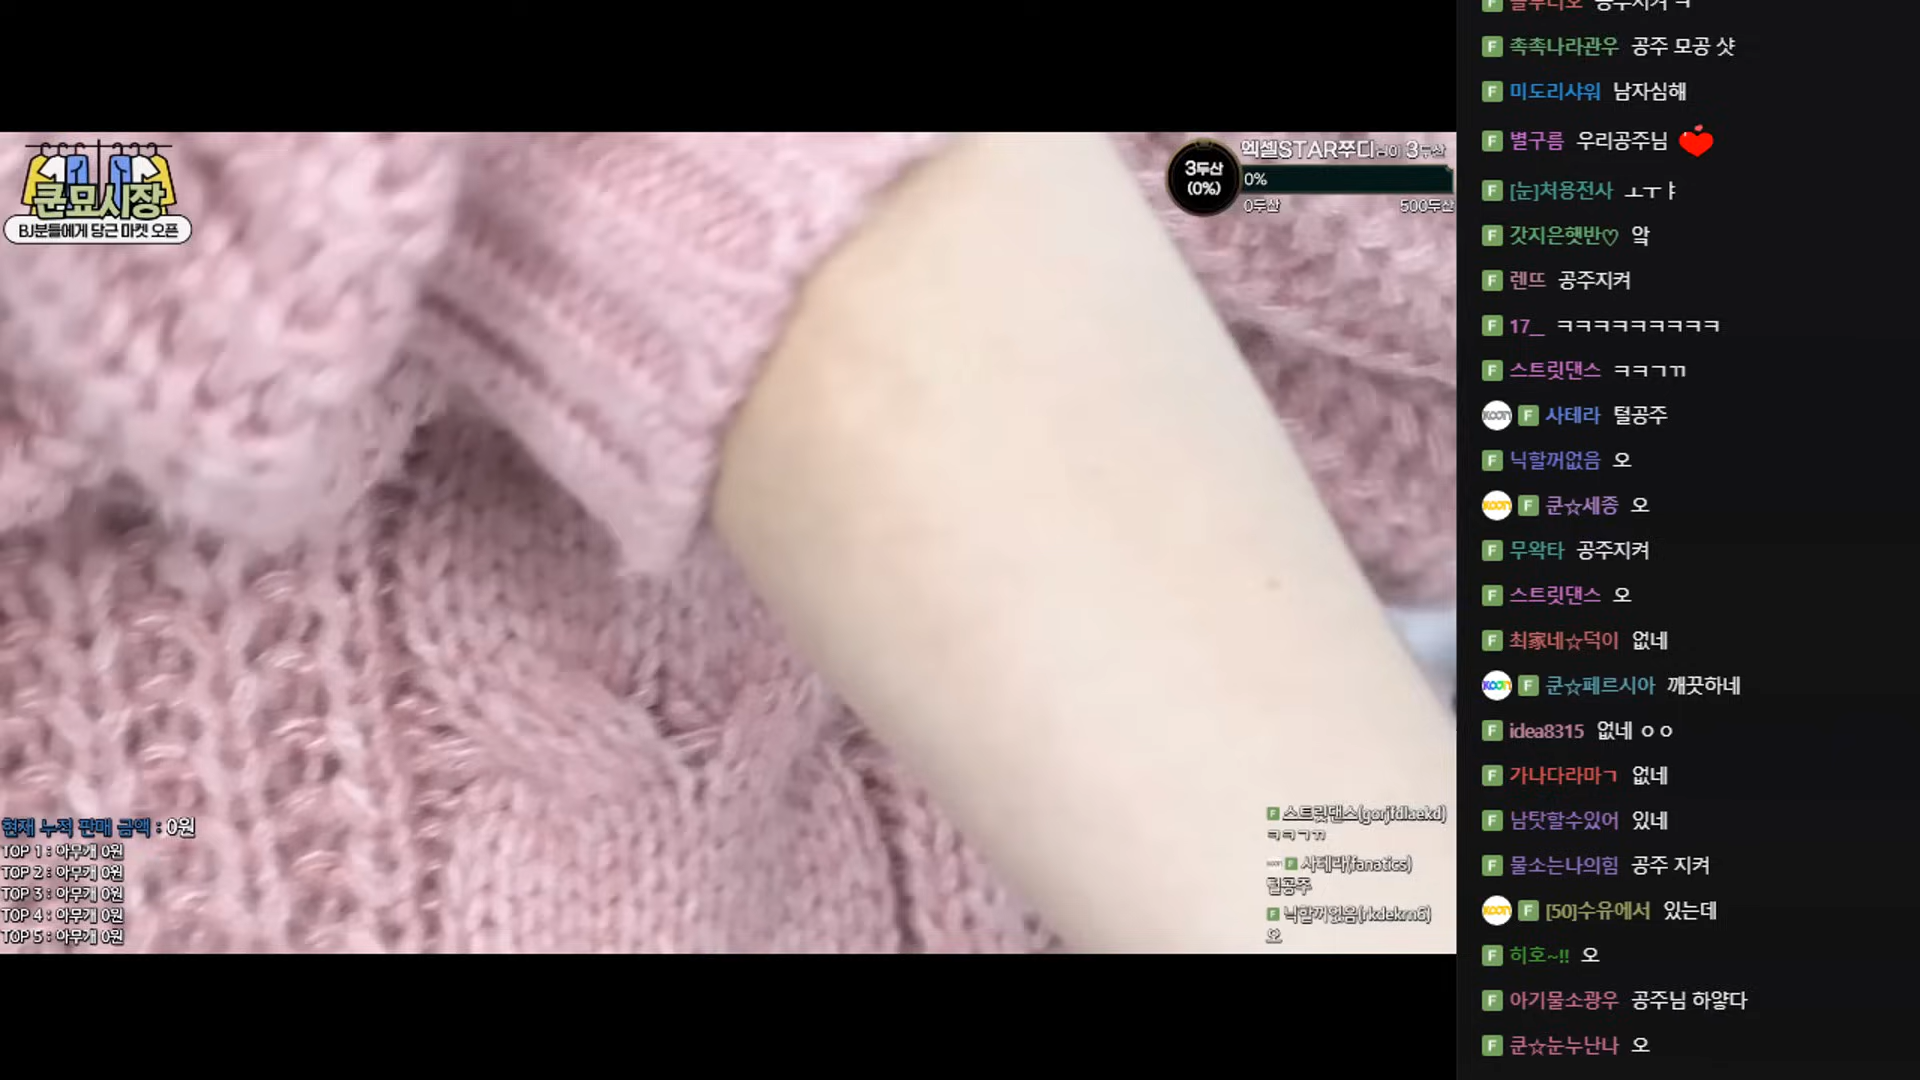 쿤묘시장
BJ분들에게 당근 마켓 오픈
3두산
(0%)
엑셀STAR쭈디님이 3두산
0%
0두산 500두산
현재 누적 판매 금액 : 0원
TOP 1 : 아무개 0원
TOP 2 : 아무개 0원
TOP 3 : 아무개 0원
TOP 4 : 아무개 0원
TOP 5 : 아무개 0원
F 스트릿댄스(gorjfdlaekd)
ㅋㅋㄱㄲ
F 사테라(fanatics)
털공주
F 닉할꺼없음(rkdekm6)
오
F 촉촉나라관우 공주 모공 샷
F 미도리샤워 남자심해
F 별구름 우리공주님
F [눈]처용전사 ㅗㅜㅑ
F 갓지은햇반♡ 앜
F 렌뜨 공주지켜
F 17_ ㅋㅋㅋㅋㅋㅋㅋㅋㅋ
F 스트릿댄스 ㅋㅋㄱㄲ
KOON F 사테라 털공주
F 닉할꺼없음 오
KOON F 쿤☆세종 오
F 무왁타 공주지켜
F 스트릿댄스 오
F 최家네☆덕이 없네
KOON F 쿤☆페르시아 깨끗하네
F idea8315 없네 ㅇㅇ
F 가나다라마ㄱ 없네
F 남탓할수있어 있네
F 물소는나의힘 공주 지켜
KOON F [50]수유에서 있는데
F 히호~!! 오
F 아기물소광우 공주님 하얗다
F 쿤☆눈누난나 오